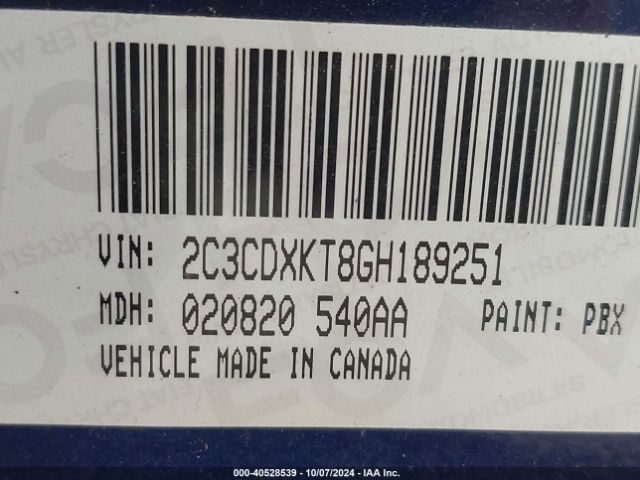 VIN: 2C3CDXKT8GH189251
MDH: 020820 540AA PAINT: PBX
VEHICLE MADE IN CANADA
000-40528539 - 10/07/2024 - IAA Inc.